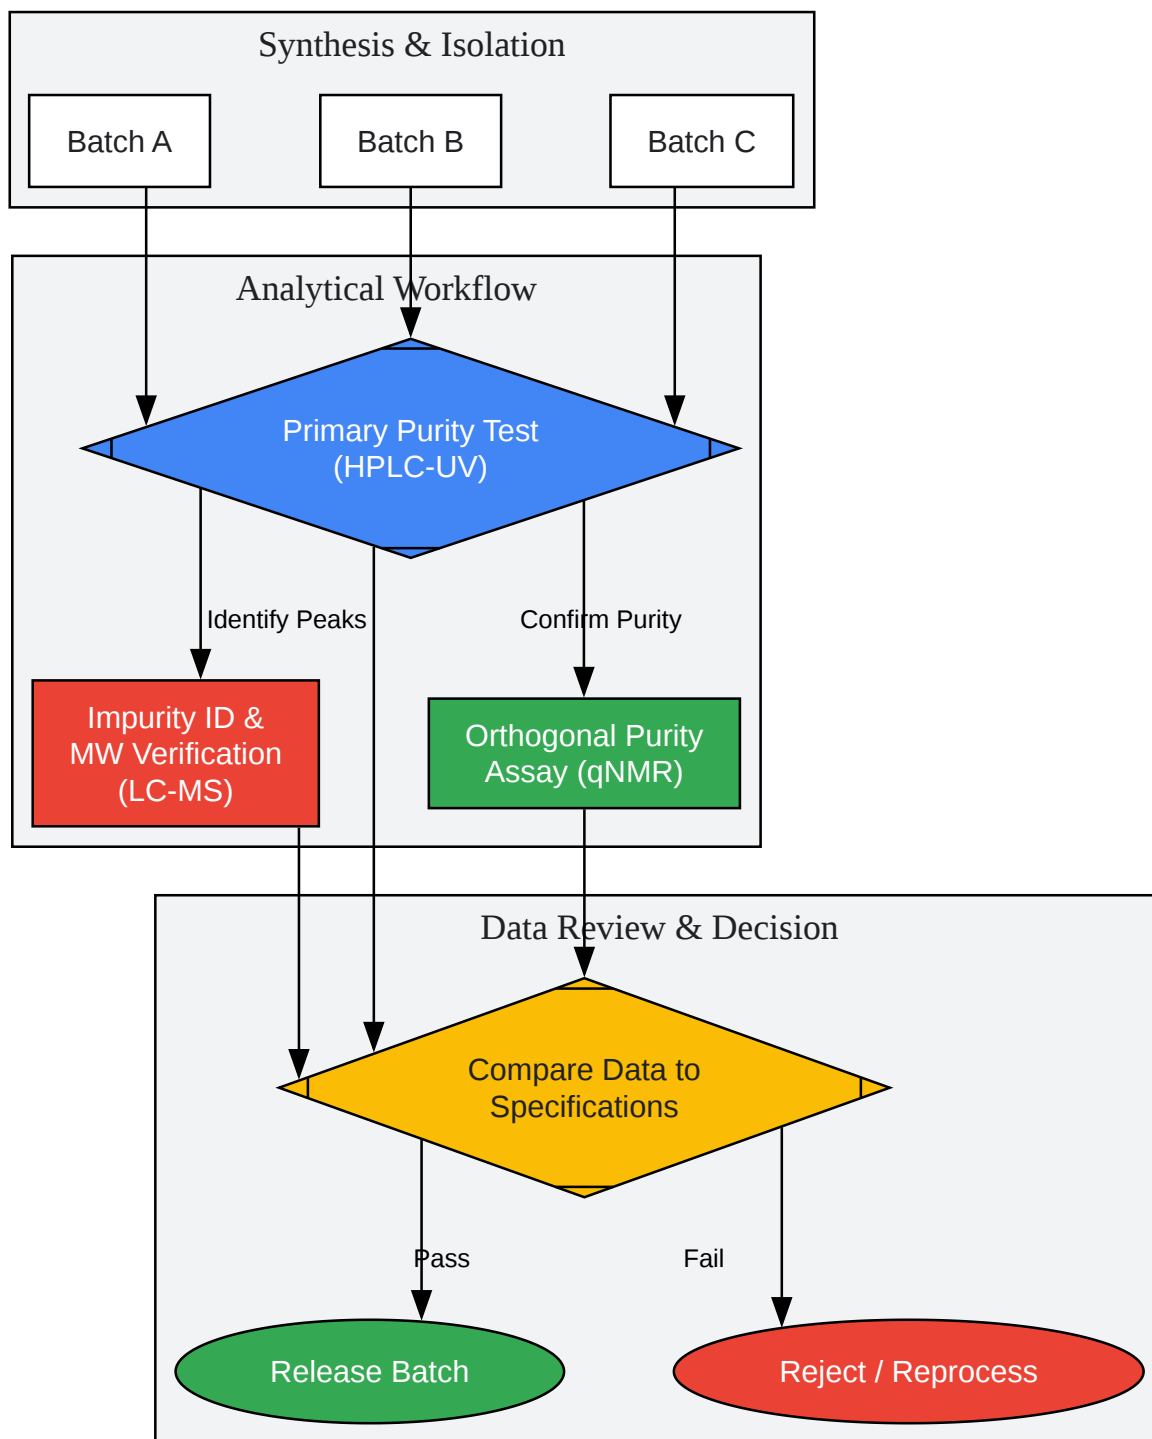 Synthesis & Isolation
Batch A
Batch B
Batch C
Analytical Workflow
Primary Purity Test
(HPLC-UV)
Identify Peaks
Confirm Purity
Impurity ID &
MW Verification
(LC-MS)
Orthogonal Purity
Assay (qNMR)
Data Review & Decision
Compare Data to
Specifications
Pass
Fail
Release Batch
Reject / Reprocess